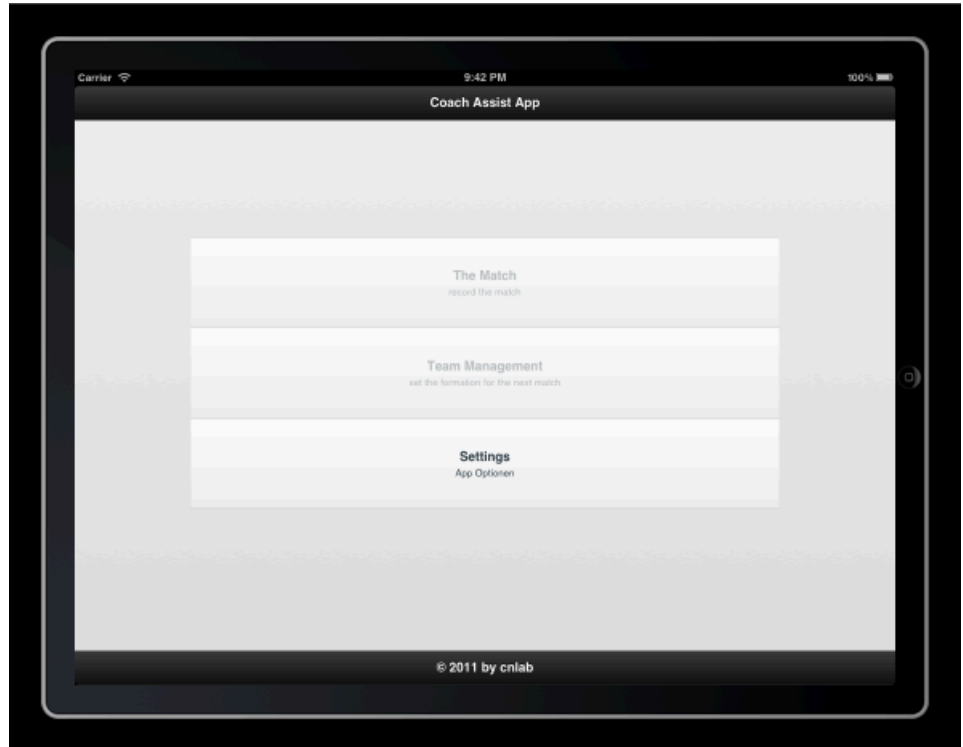 Carrier 9:42 PM 100%
Coach Assist App
The Match
record the match
Team Management
set the formation for the next match
Settings
App Optionen
© 2011 by cnlab